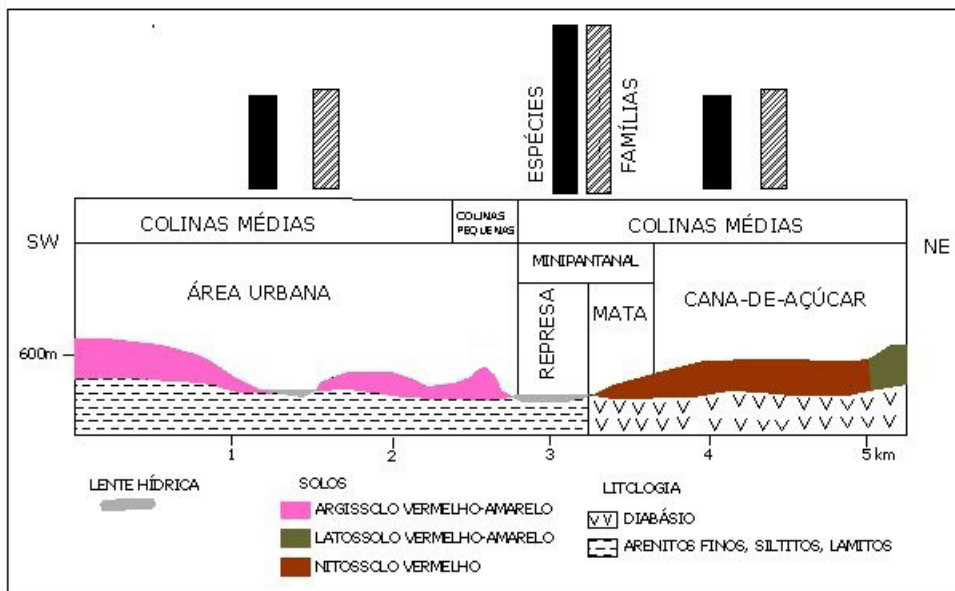 ESPÉCIES
FAMÍLIAS
COLINAS MÉDIAS
COLINAS
PEQUENAS
COLINAS MÉDIAS
SW
NE
MINIPANTANAL
ÁREA URBANA
REPRESA
MATA
CANA-DE-AÇÚCAR
600m
1
2
3
4
5 km
LENTE HÍDRICA
SOLOS
ARGISSOLO VERMELHO-AMARELO
LATOSSOLO VERMELHO-AMARELO
NITOSSOLO VERMELHO
LITOLOGIA
DIABÁSIO
ARENITOS FINOS, SILTITOS, LAMITOS